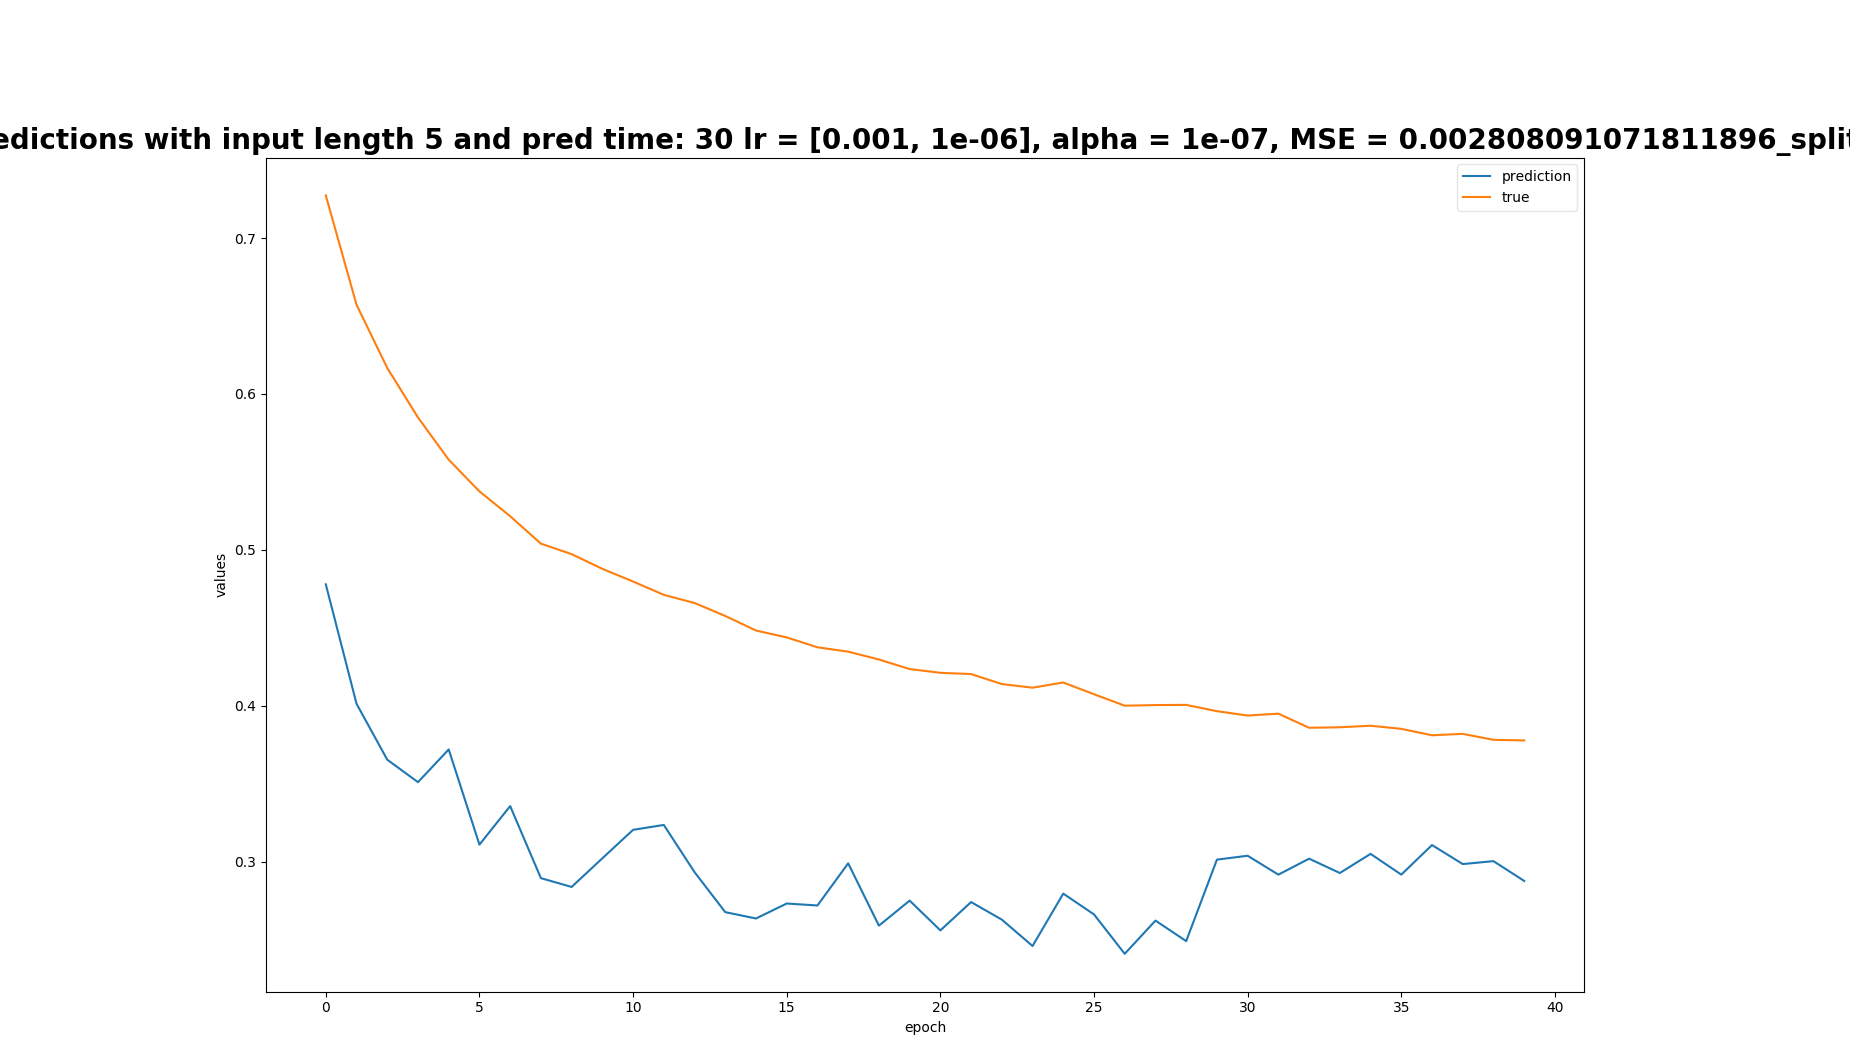 edictions with input length 5 and pred time: 30 lr = [0.001, 1e-06], alpha = 1e-07, MSE = 0.002808091071811896_split
prediction
true
0.7
0.6
0.5
0.4
0.3
values
0 5 10 15 20 25 30 35 40
epoch